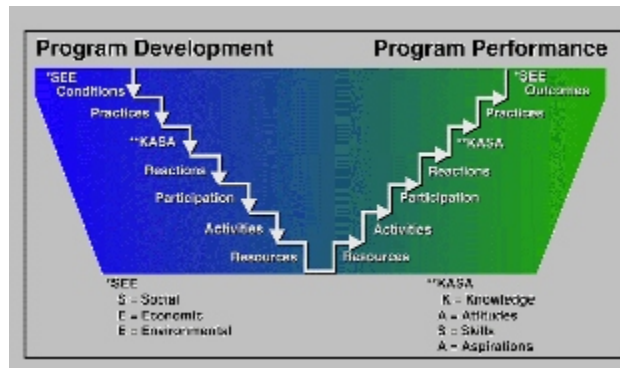 Program Development
Program Performance
*SEE
Conditions
Practices
**KASA
Reactions
Participation
Activities
Resources
*SEE
Outcomes
Practices
**KASA
Reactions
Participation
Activities
Resources
*SEE
S = Social
E = Economic
E = Environmental
**KASA
K = Knowledge
A = Attitudes
S = Skills
A = Aspirations